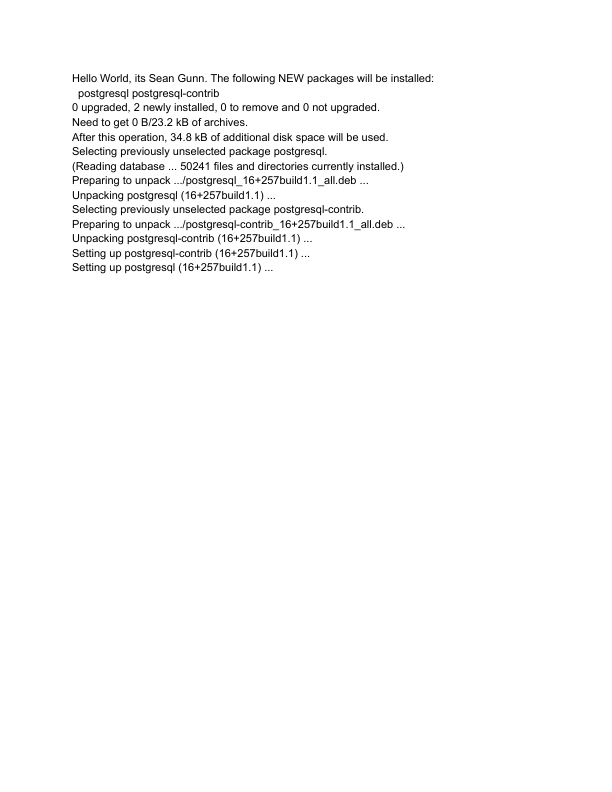 Hello World, its Sean Gunn. The following NEW packages will be installed:
postgresql postgresql-contrib
0 upgraded, 2 newly installed, 0 to remove and 0 not upgraded.
Need to get 0 B/23.2 kB of archives.
After this operation, 34.8 kB of additional disk space will be used.
Selecting previously unselected package postgresql.
(Reading database ... 50241 files and directories currently installed.)
Preparing to unpack .../postgresql_16+257build1.1_all.deb ...
Unpacking postgresql (16+257build1.1) ...
Selecting previously unselected package postgresql-contrib.
Preparing to unpack .../postgresql-contrib_16+257build1.1_all.deb ...
Unpacking postgresql-contrib (16+257build1.1) ...
Setting up postgresql-contrib (16+257build1.1) ...
Setting up postgresql (16+257build1.1) ...